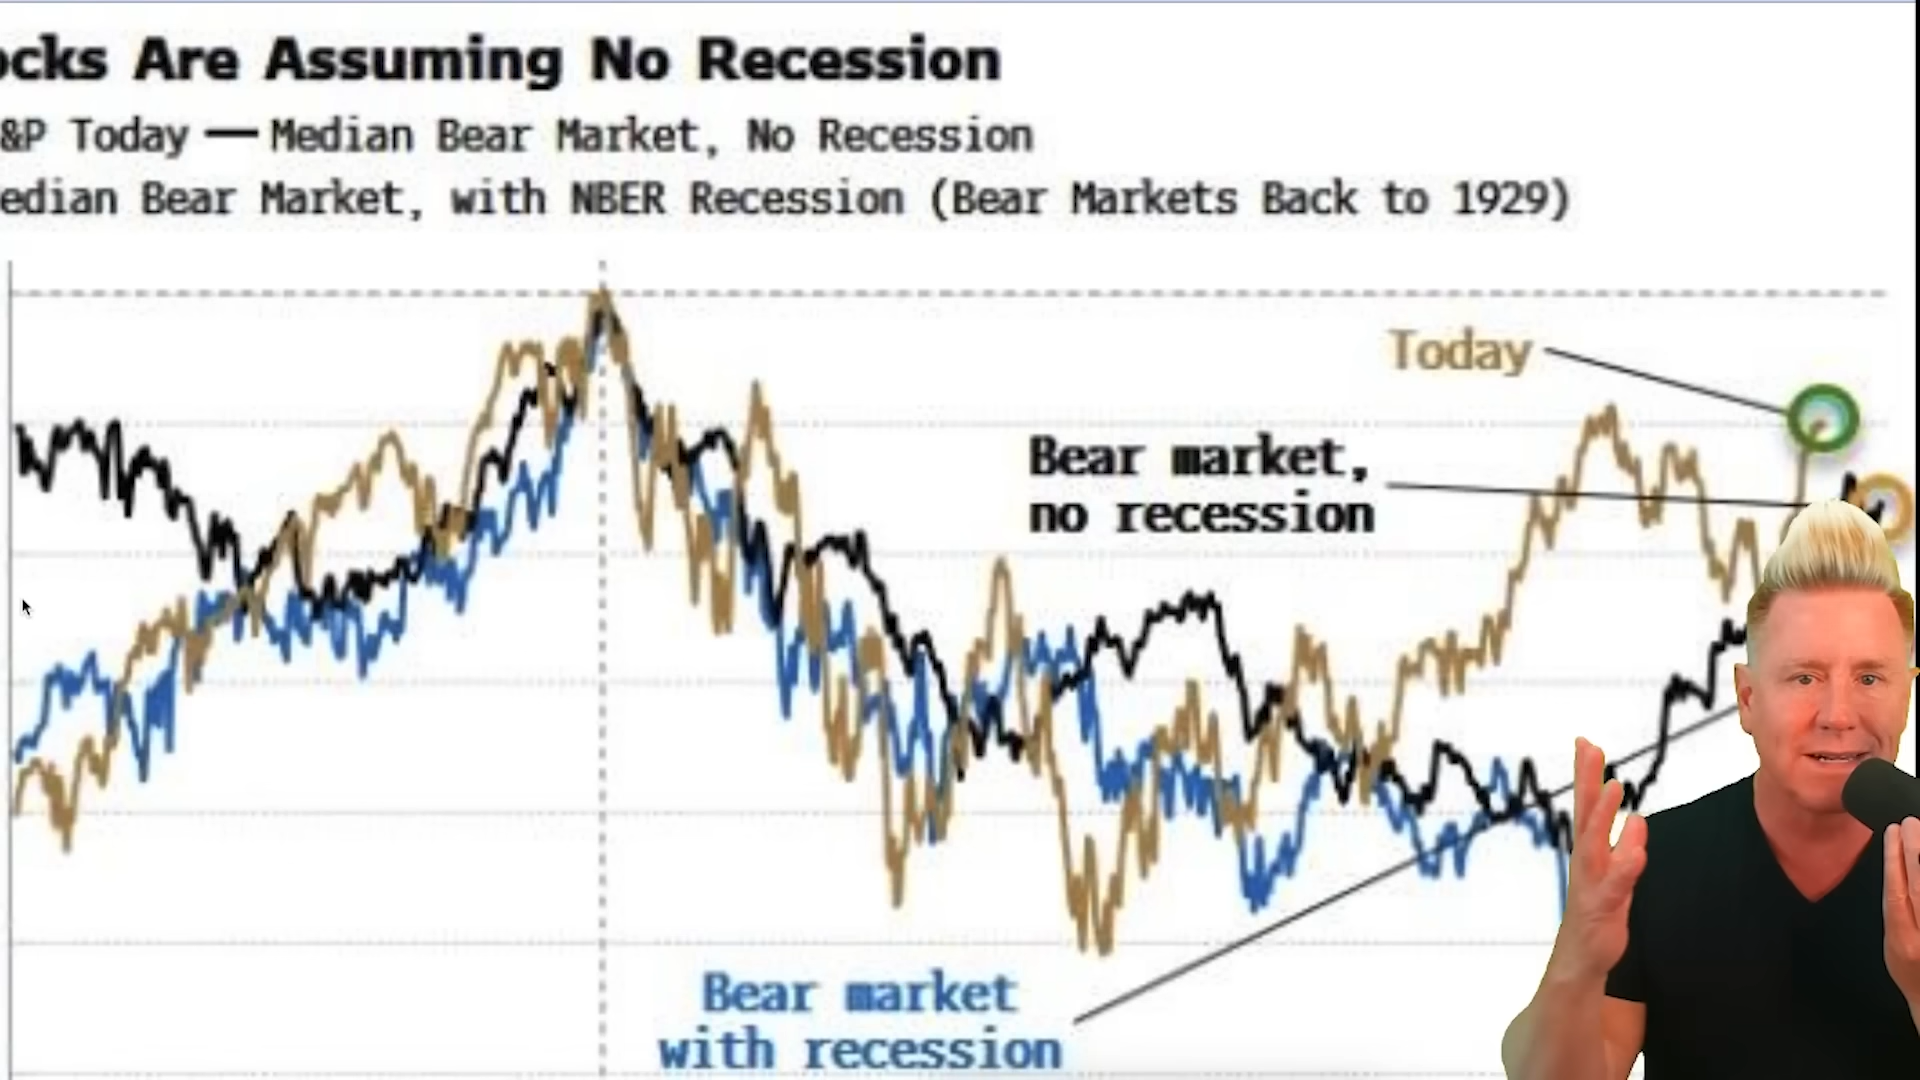 ocks Are Assuming No Recession
&P Today — Median Bear Market, No Recession
edian Bear Market, with NBER Recession (Bear Markets Back to 1929)
Today
Bear market,
no recession
Bear market
with recession